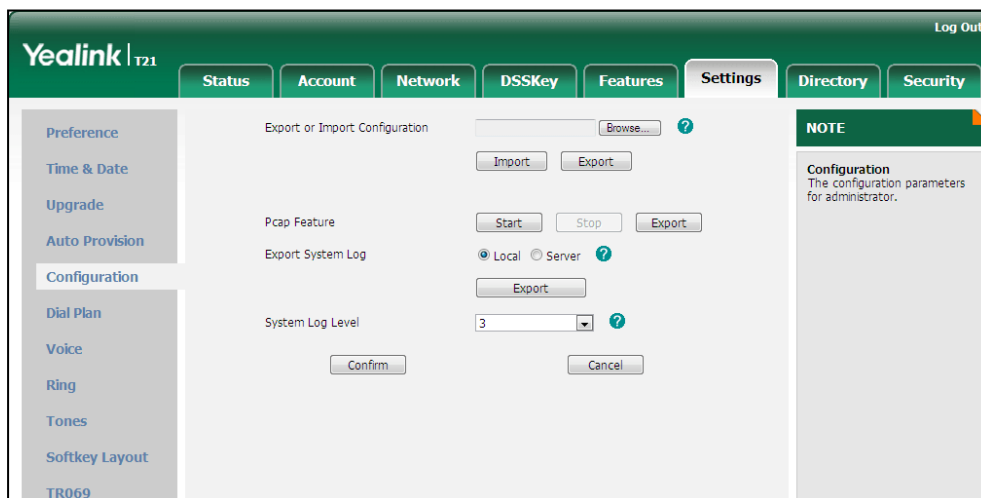 Log Out
Yealink | T21
Status Account Network DSSKey Features Settings Directory Security
Preference
Time & Date
Upgrade
Auto Provision
Configuration
Dial Plan
Voice
Ring
Tones
Softkey Layout
TR069
Export or Import Configuration Browse... ?
Import Export
Pcap Feature Start Stop Export
Export System Log Local Server ?
Export
System Log Level 3 ?
Confirm Cancel
NOTE
Configuration
The configuration parameters
for administrator.